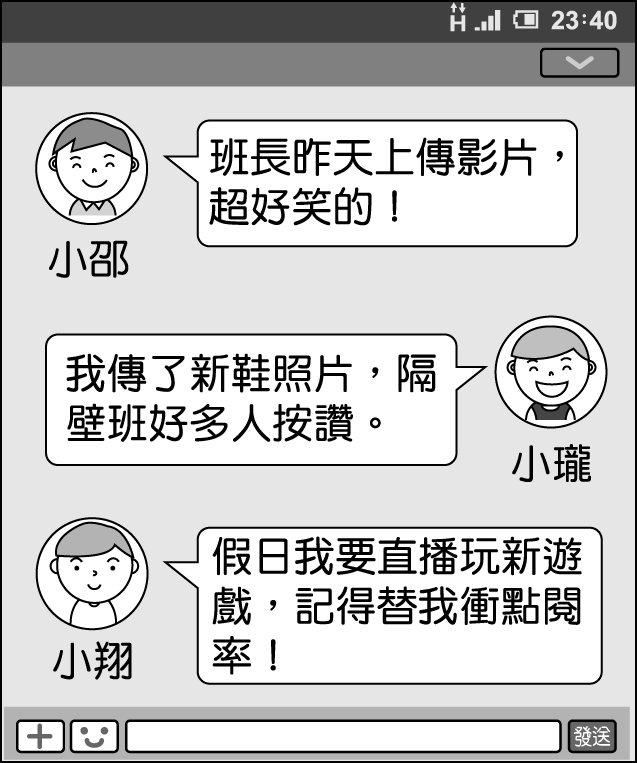 H 23:40
班長昨天上傳影片，
超好笑的！
小邵
我傳了新鞋照片，隔
壁班好多人按讚。
小瓏
假日我要直播玩新遊
戲，記得替我衝點閱
率！
小翔
發送